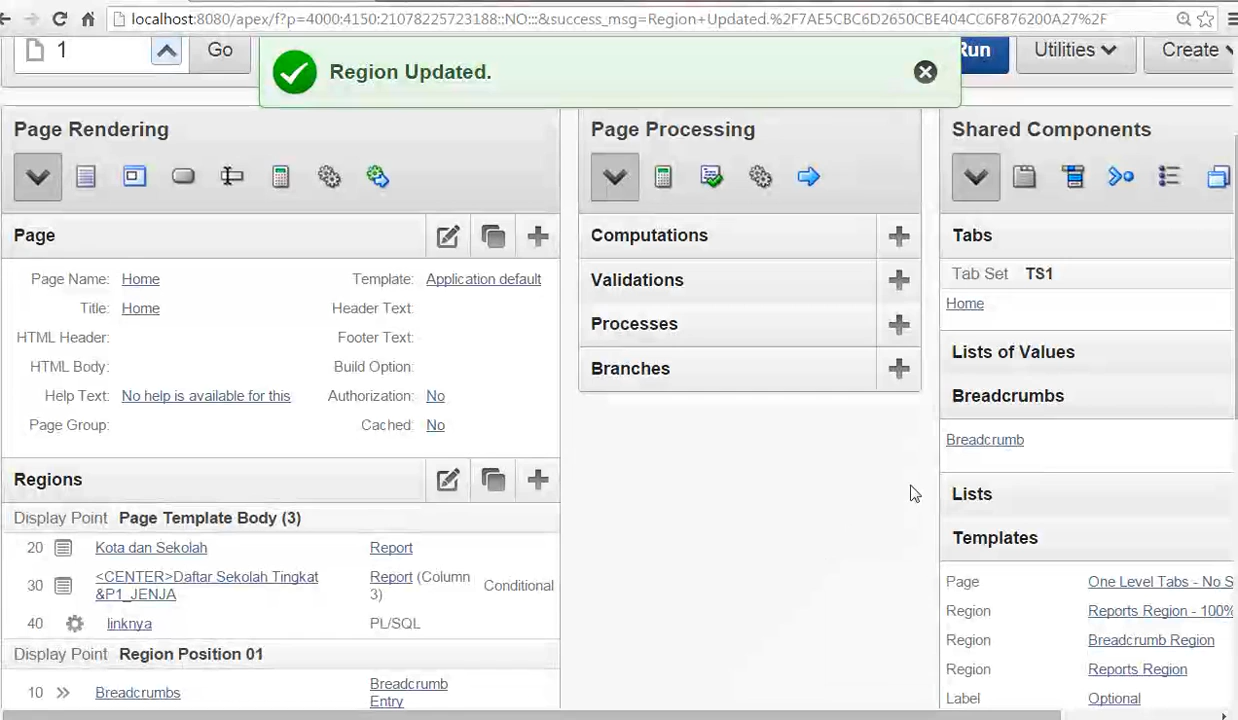 localhost:8080/apex/f?p=4000:4150:21078225723188::NO:::&success_msg=Region+Updated.%2F7AE5CBC6D2650CBE404CC6F876200A27%2F
1
Go
Region Updated.
Run
Utilities
Create
Page Rendering
Page
Page Name: Home
Template: Application default
Title: Home
Header Text:
HTML Header:
Footer Text:
HTML Body:
Build Option:
Help Text: No help is available for this
Authorization: No
Page Group:
Cached: No
Regions
Display Point Page Template Body (3)
20 Kota dan Sekolah Report
30 <CENTER>Daftar Sekolah Tingkat Report (Column Conditional
&P1_JENJA 3)
40 linknya PL/SQL
Display Point Region Position 01
10 Breadcrumbs Breadcrumb
Entry
Page Processing
Computations
Validations
Processes
Branches
Shared Components
Tabs
Tab Set TS1
Home
Lists of Values
Breadcrumbs
Breadcrumb
Lists
Templates
Page One Level Tabs - No S
Region Reports Region - 100%
Region Breadcrumb Region
Region Reports Region
Label Optional